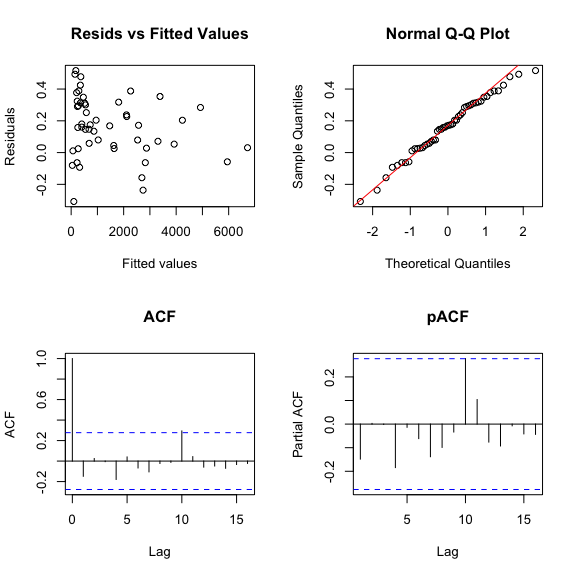 Resids vs Fitted Values
Residuals
-0.2 0.0 0.2 0.4
0 2000 4000 6000
Fitted values
Normal Q-Q Plot
Sample Quantiles
-0.2 0.0 0.2 0.4
-2 -1 0 1 2
Theoretical Quantiles
ACF
ACF
-0.2 0.2 0.6 1.0
0 5 10 15
Lag
pACF
Partial ACF
-0.2 0.0 0.2
5 10 15
Lag